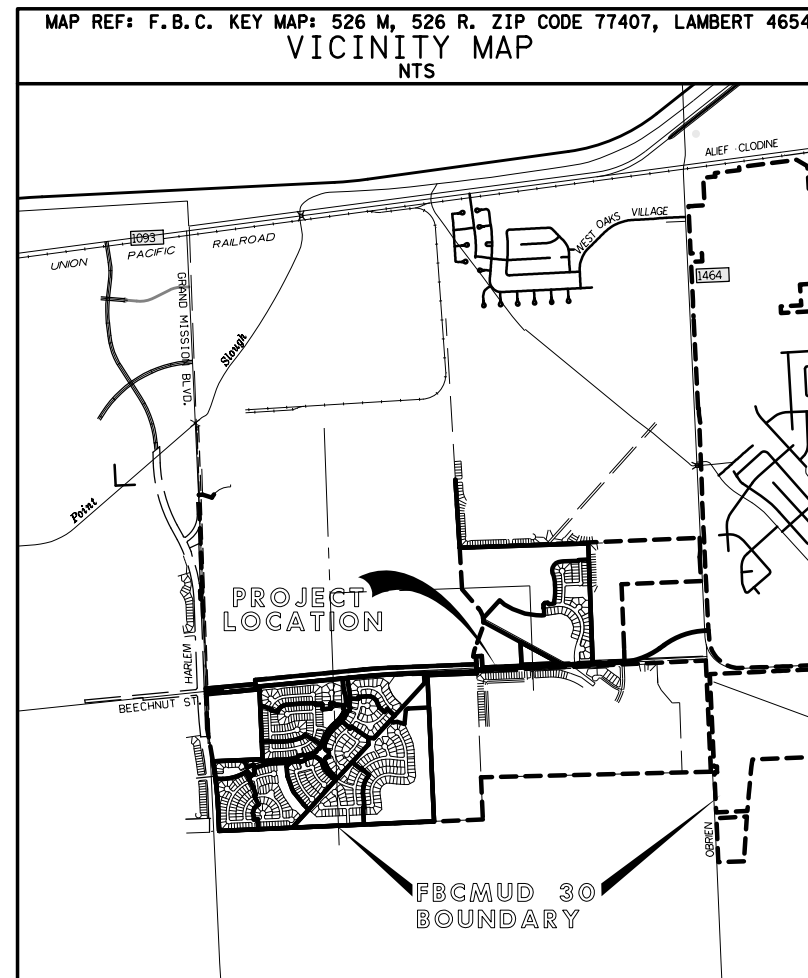 MAP REF: F.B.C. KEY MAP: 526 M, 526 R. ZIP CODE 77407, LAMBERT 4654
VICINITY MAP
NTS
ALIEF CLODINE
1093
UNION PACIFIC RAILROAD
WEST OAKS VILLAGE
1464
GRAND MISSION BLVD.
Slough
Point
PROJECT
LOCATION
HARLEM
BEECHNUT ST.
OBRIEN
FBCMUD 30
BOUNDARY